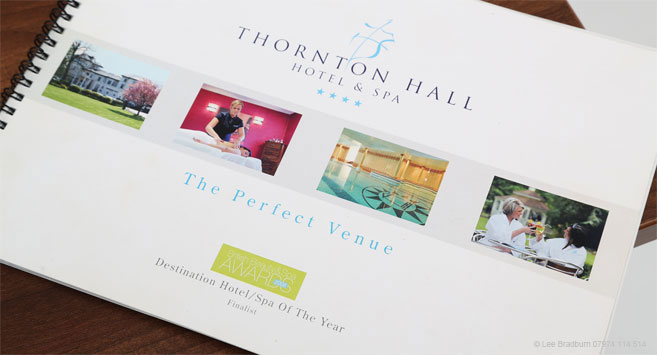 THORNTON HALL
HOTEL & SPA
The Perfect Venue
AWARDS
Destination Hotel/Spa Of The Year
Finalist
© Lee Bradburn 07974 114 514